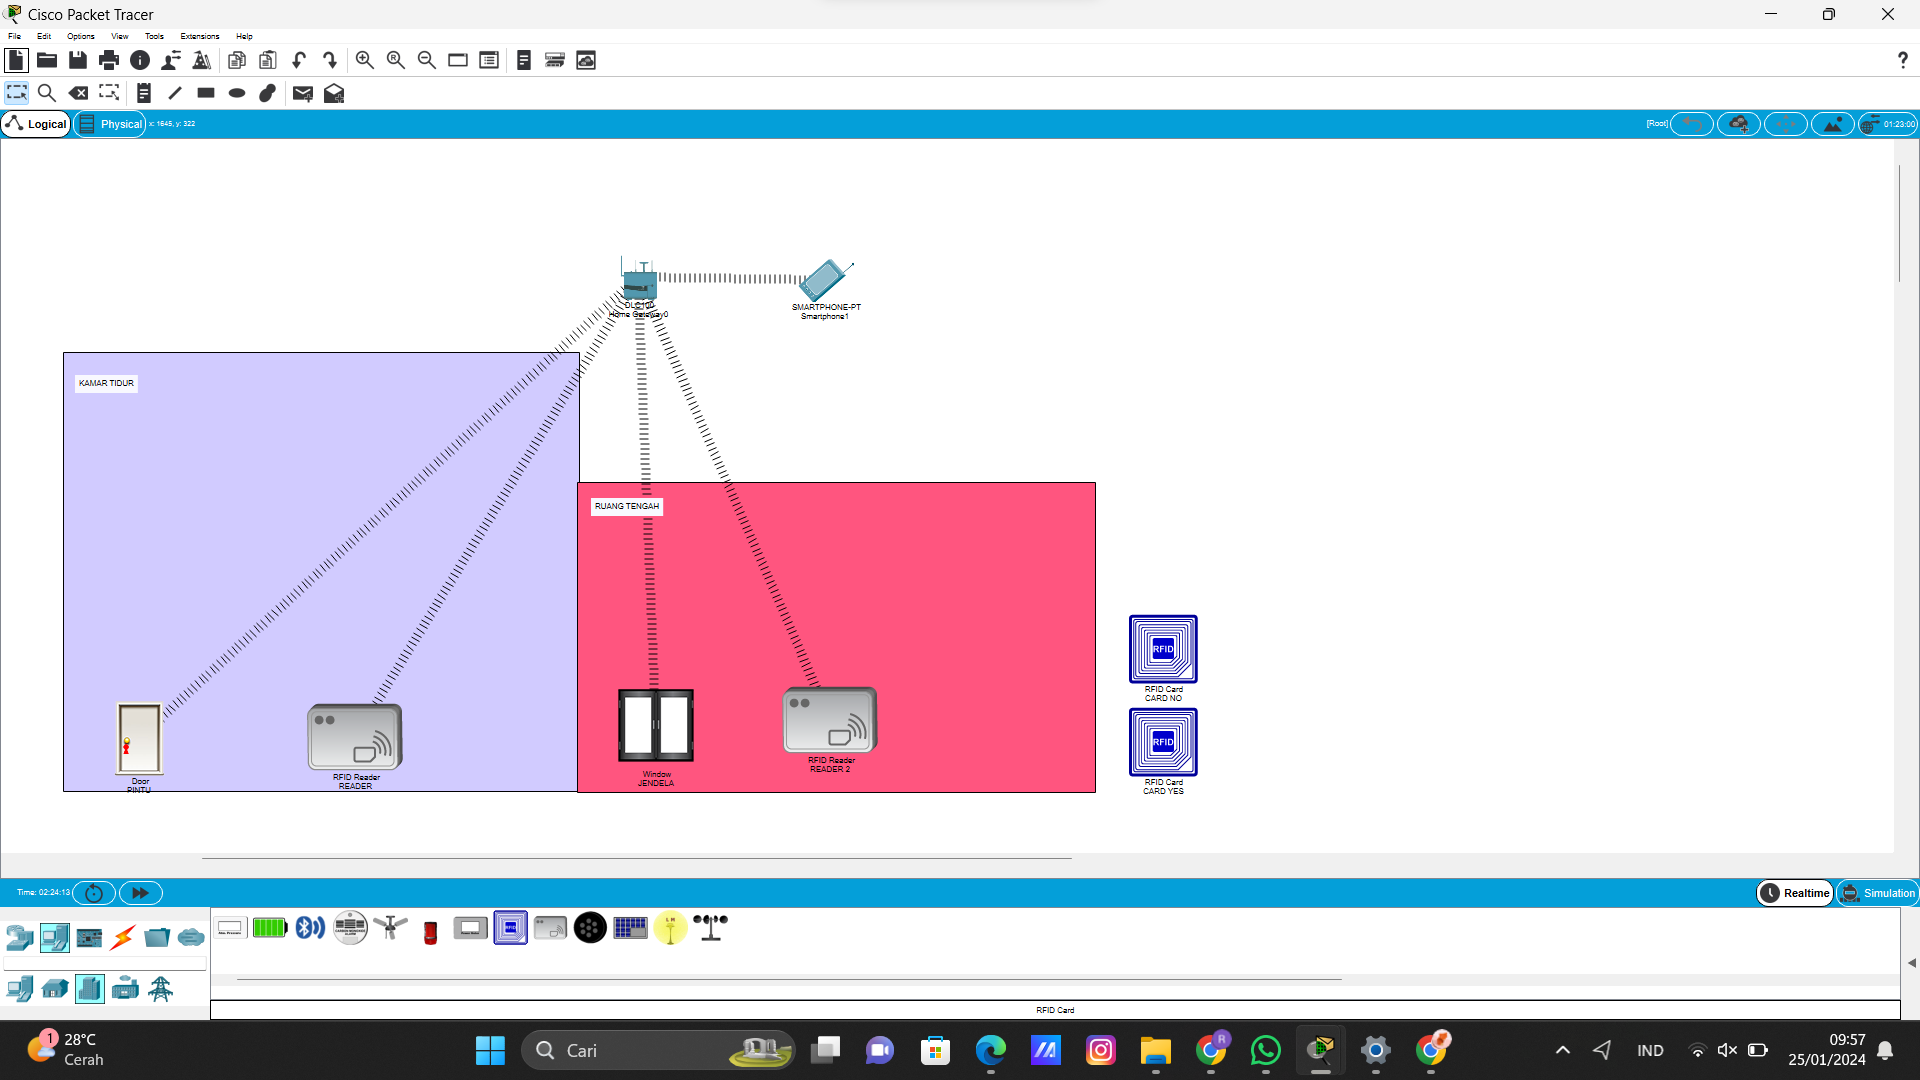 Cisco Packet Tracer
File Edit Options View Tools Extensions Help
?
Logical Physical x: 1645, y: 322 [Root] 01:23:00
DLC100
Home Gateway0
SMARTPHONE-PT
Smartphone1
KAMAR TIDUR
RUANG TENGAH
Door
PINTU
RFID Reader
READER
Window
JENDELA
RFID Reader
READER 2
RFID
RFID Card
CARD NO
RFID
RFID Card
CARD YES
Time: 02:24:13 Realtime Simulation
RFID Card
1
28°C
Cerah
Cari
R
IND
09:57
25/01/2024